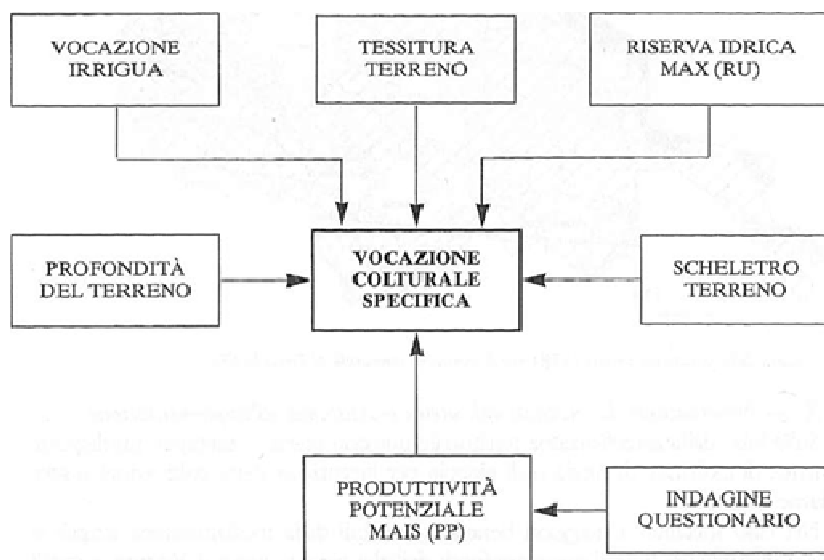 VOCAZIONE
IRRIGUA
TESSITURA
TERRENO
RISERVA IDRICA
MAX (RU)
PROFONDITÀ
DEL TERRENO
VOCAZIONE
COLTURALE
SPECIFICA
SCHELETRO
TERRENO
PRODUTTIVITÀ
POTENZIALE
MAIS (PP)
INDAGINE
QUESTIONARIO